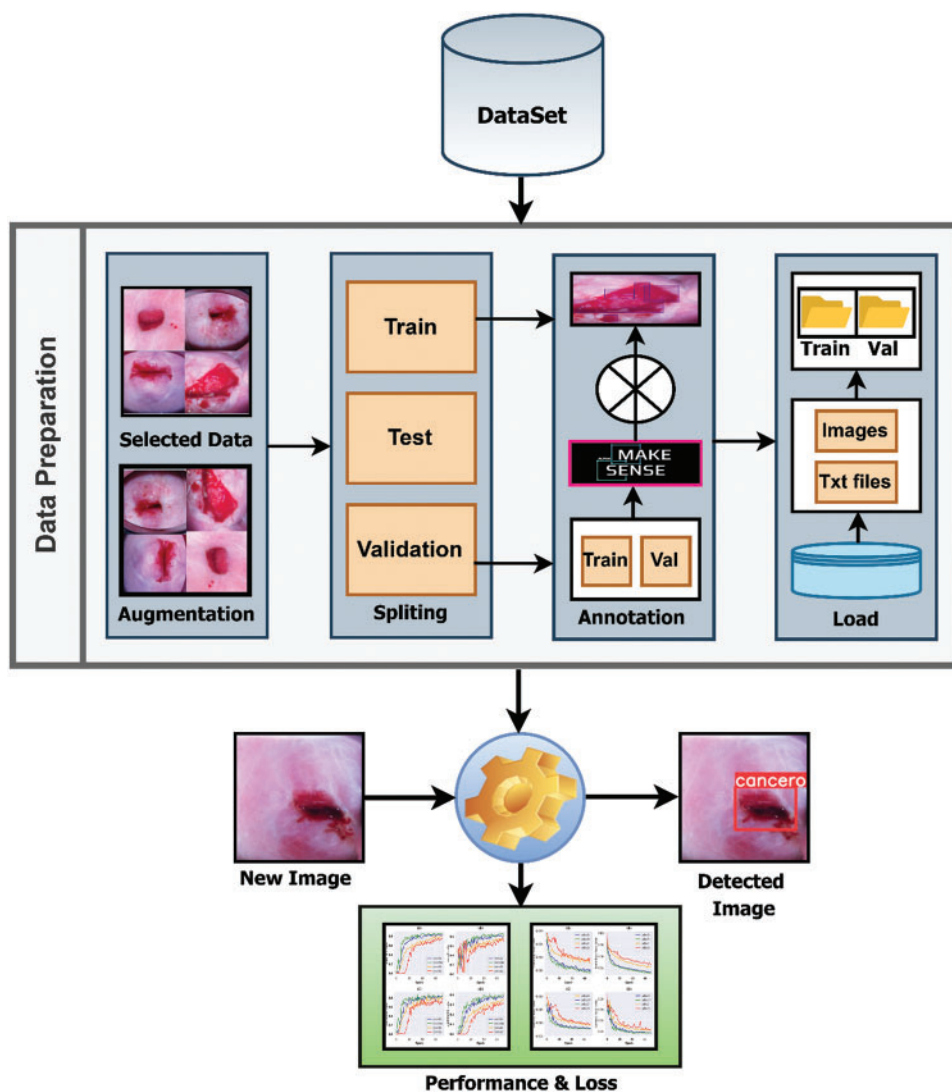 DataSet
Data Preparation
Selected Data
Augmentation
Train
Test
Validation
Spliting
MAKE
SENSE
Train Val
Annotation
Train Val
Images
Txt files
Load
New Image
cancero
Detected
Image
Performance & Loss